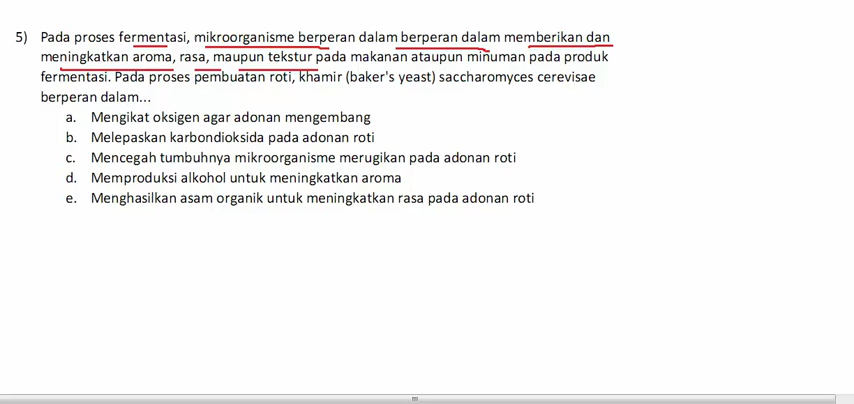 5) Pada proses fermentasi, mikroorganisme berperan dalam berperan dalam memberikan dan
meningkatkan aroma, rasa, maupun tekstur pada makanan ataupun minuman pada produk
fermentasi. Pada proses pembuatan roti, khamir (baker's yeast) saccharomyces cerevisae
berperan dalam...
a. Mengikat oksigen agar adonan mengembang
b. Melepaskan karbondioksida pada adonan roti
c. Mencegah tumbuhnya mikroorganisme merugikan pada adonan roti
d. Memproduksi alkohol untuk meningkatkan aroma
e. Menghasilkan asam organik untuk meningkatkan rasa pada adonan roti